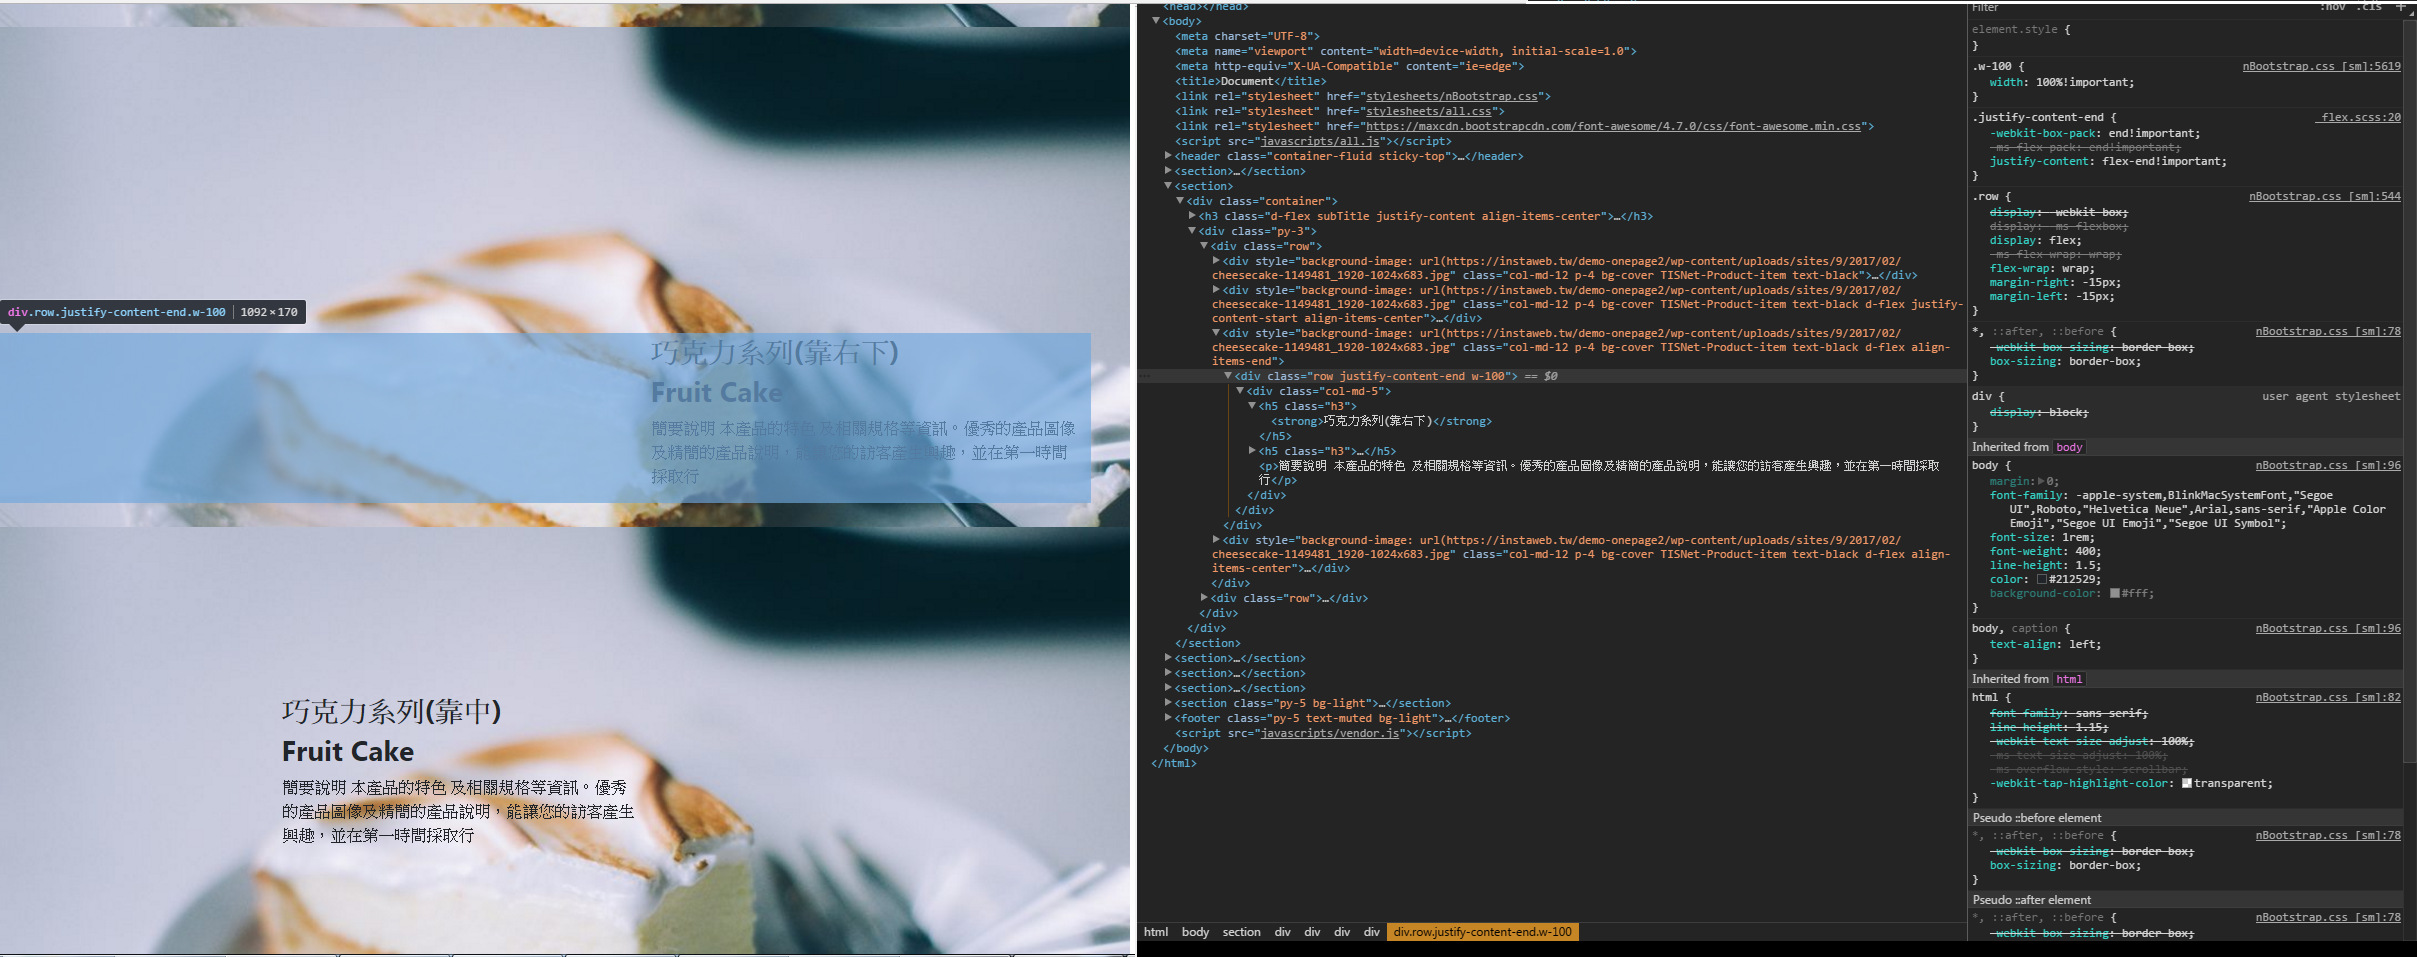 div.row.justify-content-end.w-100 | 1092 × 170
巧克力系列(靠右下)
Fruit Cake
簡要說明 本產品的特色 及相關規格等資訊。優秀的產品圖像
及精簡的產品說明，能讓您的訪客產生興趣，並在第一時間
採取行
巧克力系列(靠中)
Fruit Cake
簡要說明 本產品的特色 及相關規格等資訊。優秀
的產品圖像及精簡的產品說明，能讓您的訪客產生
興趣，並在第一時間採取行
<head></head>
▼<body>
<meta charset="UTF-8">
<meta name="viewport" content="width=device-width, initial-scale=1.0">
<meta http-equiv="X-UA-Compatible" content="ie=edge">
<title>Document</title>
<link rel="stylesheet" href="stylesheets/nBootstrap.css">
<link rel="stylesheet" href="stylesheets/all.css">
<link rel="stylesheet" href="https://maxcdn.bootstrapcdn.com/font-awesome/4.7.0/css/font-awesome.min.css">
<script src="javascripts/all.js"></script>
▶<header class="container-fluid sticky-top">…</header>
▶<section>…</section>
▼<section>
▼<div class="container">
▶<h3 class="d-flex subTitle justify-content align-items-center">…</h3>
▼<div class="py-3">
▼<div class="row">
▶<div style="background-image: url(https://instaweb.tw/demo-onepage2/wp-content/uploads/sites/9/2017/02/
cheesecake-1149481_1920-1024x683.jpg" class="col-md-12 p-4 bg-cover TISNet-Product-item text-black">…</div>
▶<div style="background-image: url(https://instaweb.tw/demo-onepage2/wp-content/uploads/sites/9/2017/02/
cheesecake-1149481_1920-1024x683.jpg" class="col-md-12 p-4 bg-cover TISNet-Product-item text-black d-flex justify-
content-start align-items-center">…</div>
▼<div style="background-image: url(https://instaweb.tw/demo-onepage2/wp-content/uploads/sites/9/2017/02/
cheesecake-1149481_1920-1024x683.jpg" class="col-md-12 p-4 bg-cover TISNet-Product-item text-black d-flex align-
items-end">
… ▼<div class="row justify-content-end w-100"> == $0
▼<div class="col-md-5">
▼<h5 class="h3">
<strong>巧克力系列(靠右下)</strong>
</h5>
▶<h5 class="h3">…</h5>
<p>簡要說明 本產品的特色 及相關規格等資訊。優秀的產品圖像及精簡的產品說明，能讓您的訪客產生興趣，並在第一時間採取
行</p>
</div>
</div>
</div>
▶<div style="background-image: url(https://instaweb.tw/demo-onepage2/wp-content/uploads/sites/9/2017/02/
cheesecake-1149481_1920-1024x683.jpg" class="col-md-12 p-4 bg-cover TISNet-Product-item text-black d-flex align-
items-center">…</div>
</div>
▶<div class="row">…</div>
</div>
</div>
</section>
▶<section>…</section>
▶<section>…</section>
▶<section>…</section>
▶<section class="py-5 bg-light">…</section>
▶<footer class="py-5 text-muted bg-light">…</footer>
<script src="javascripts/vendor.js"></script>
</body>
</html>
html body section div div div div div.row.justify-content-end.w-100
Filter :hov .cls +
element.style {
}
.w-100 { nBootstrap.css [sm]:5619
width: 100%!important;
}
.justify-content-end { _flex.scss:20
-webkit-box-pack: end!important;
-ms-flex-pack: end!important;
justify-content: flex-end!important;
}
.row { nBootstrap.css [sm]:544
display: -webkit-box;
display: -ms-flexbox;
display: flex;
-ms-flex-wrap: wrap;
flex-wrap: wrap;
margin-right: -15px;
margin-left: -15px;
}
*, ::after, ::before { nBootstrap.css [sm]:78
-webkit-box-sizing: border-box;
box-sizing: border-box;
}
div { user agent stylesheet
display: block;
}
Inherited from body
body { nBootstrap.css [sm]:96
margin:▶0;
font-family: -apple-system,BlinkMacSystemFont,"Segoe
UI",Roboto,"Helvetica Neue",Arial,sans-serif,"Apple Color
Emoji","Segoe UI Emoji","Segoe UI Symbol";
font-size: 1rem;
font-weight: 400;
line-height: 1.5;
color: #212529;
background-color: #fff;
}
body, caption { nBootstrap.css [sm]:96
text-align: left;
}
Inherited from html
html { nBootstrap.css [sm]:82
font-family: sans-serif;
line-height: 1.15;
-webkit-text-size-adjust: 100%;
-ms-text-size-adjust: 100%;
-ms-overflow-style: scrollbar;
-webkit-tap-highlight-color: transparent;
}
Pseudo ::before element
*, ::after, ::before { nBootstrap.css [sm]:78
-webkit-box-sizing: border-box;
box-sizing: border-box;
}
Pseudo ::after element
*, ::after, ::before { nBootstrap.css [sm]:78
-webkit-box-sizing: border-box;